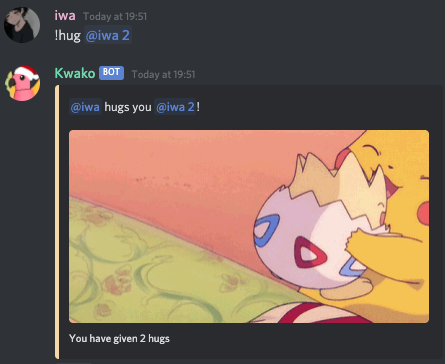 iwa Today at 19:51
!hug @iwa 2
Kwako BOT Today at 19:51
@iwa hugs you @iwa 2 !
You have given 2 hugs